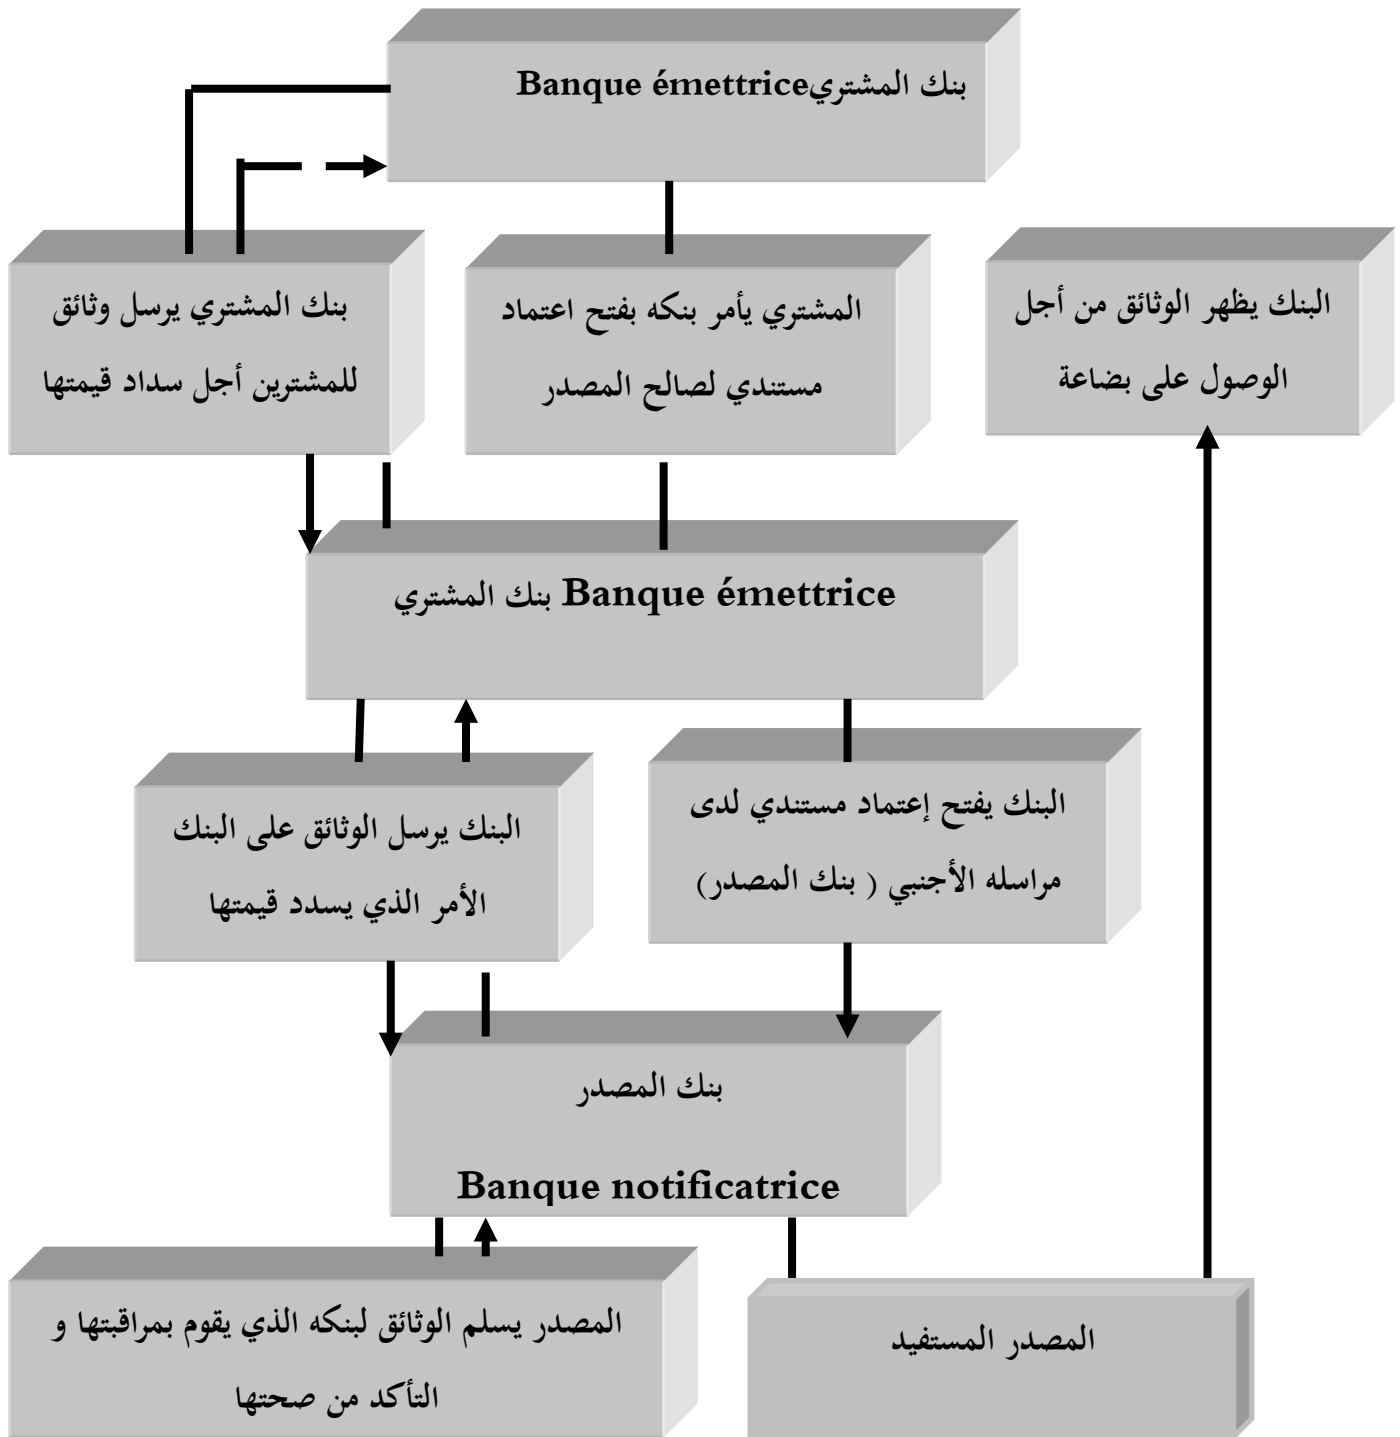 بنك المشتريBanque émettrice
البنك يظهر الوثائق من أجل
الوصول على بضاعة
المشتري يأمر بنكه بفتح اعتماد
مستندي لصالح المصدر
بنك المشتري يرسل وثائق
للمشترين أجل سداد قيمتها
Banque émettrice بنك المشتري
البنك يفتح إعتماد مستندي لدى
مراسله الأجنبي ( بنك المصدر)
البنك يرسل الوثائق على البنك
الأمر الذي يسدد قيمتها
بنك المصدر
Banque notificatrice
المصدر المستفيد
المصدر يسلم الوثائق لبنكه الذي يقوم بمراقبتها و
التأكد من صحتها